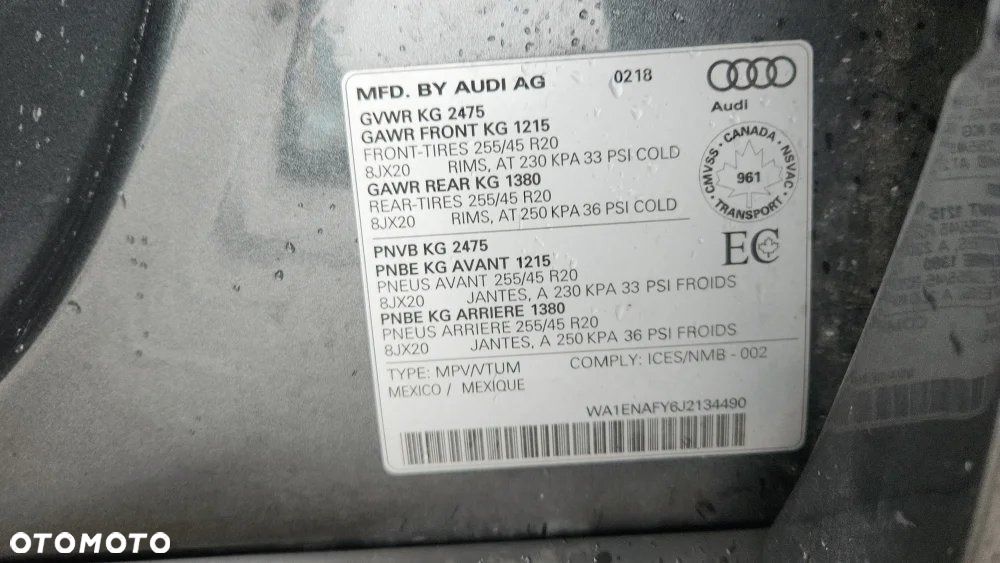 MFD. BY AUDI AG 0218
Audi
GVWR KG 2475
GAWR FRONT KG 1215
FRONT-TIRES 255/45 R20
8JX20 RIMS, AT 230 KPA 33 PSI COLD
GAWR REAR KG 1380
REAR-TIRES 255/45 R20
8JX20 RIMS, AT 250 KPA 36 PSI COLD
CMVSS · CANADA · NSVAC · TRANSPORT ·
961
EC
PNVB KG 2475
PNBE KG AVANT 1215
PNEUS AVANT 255/45 R20
8JX20 JANTES, A 230 KPA 33 PSI FROIDS
PNBE KG ARRIERE 1380
PNEUS ARRIERE 255/45 R20
8JX20 JANTES, A 250 KPA 36 PSI FROIDS
TYPE: MPV/VTUM COMPLY: ICES/NMB - 002
MEXICO / MEXIQUE
WA1ENAFY6J2134490
OTOMOTO